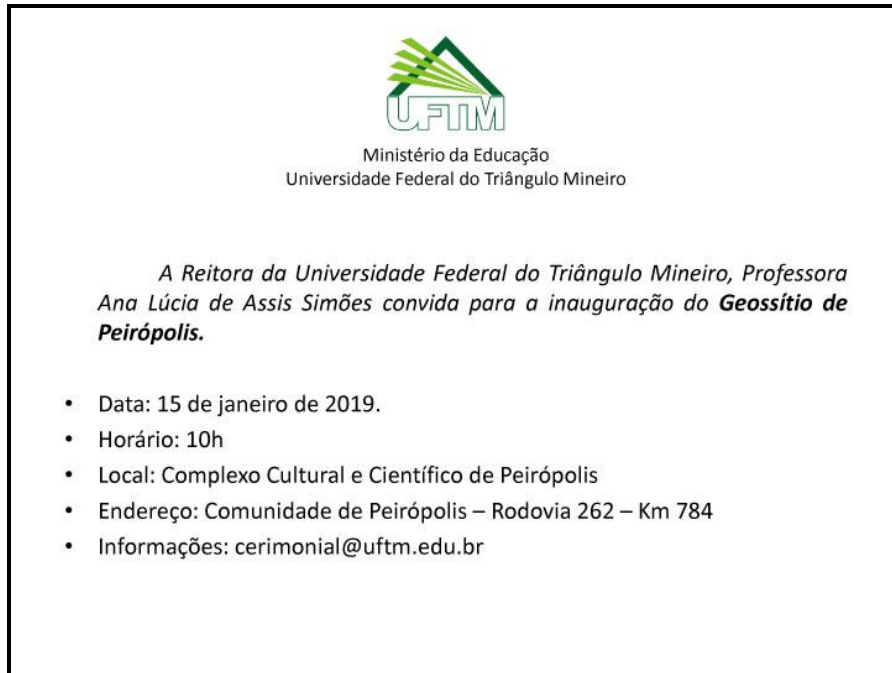 UFTM
Ministério da Educação
Universidade Federal do Triângulo Mineiro
A Reitora da Universidade Federal do Triângulo Mineiro, Professora
Ana Lúcia de Assis Simões convida para a inauguração do Geossítio de
Peirópolis.
• Data: 15 de janeiro de 2019.
• Horário: 10h
• Local: Complexo Cultural e Científico de Peirópolis
• Endereço: Comunidade de Peirópolis – Rodovia 262 – Km 784
• Informações: cerimonial@uftm.edu.br